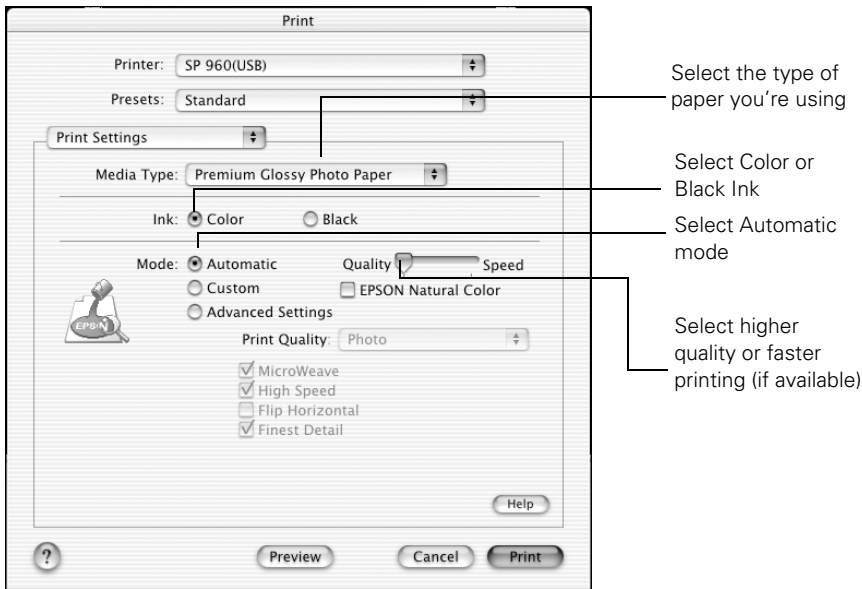 Print
Printer: SP 960(USB)
Presets: Standard
Print Settings
Media Type: Premium Glossy Photo Paper
Ink: Color Black
Mode: Automatic Quality Speed
Custom EPSON Natural Color
Advanced Settings
Print Quality: Photo
MicroWeave
High Speed
Flip Horizontal
Finest Detail
EPSON
Help
? Preview Cancel Print
Select the type of
paper you’re using
Select Color or
Black Ink
Select Automatic
mode
Select higher
quality or faster
printing (if available)